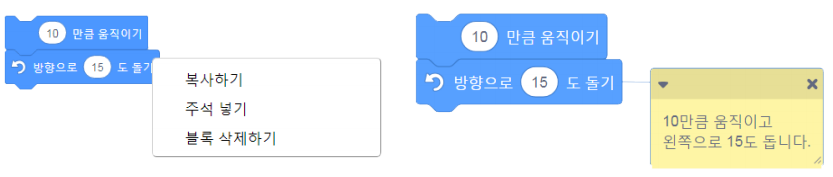 10 만큼 움직이기
방향으로 15 도 돌기
복사하기
주석 넣기
블록 삭제하기
10 만큼 움직이기
방향으로 15 도 돌기
10만큼 움직이고
왼쪽으로 15도 돕니다.